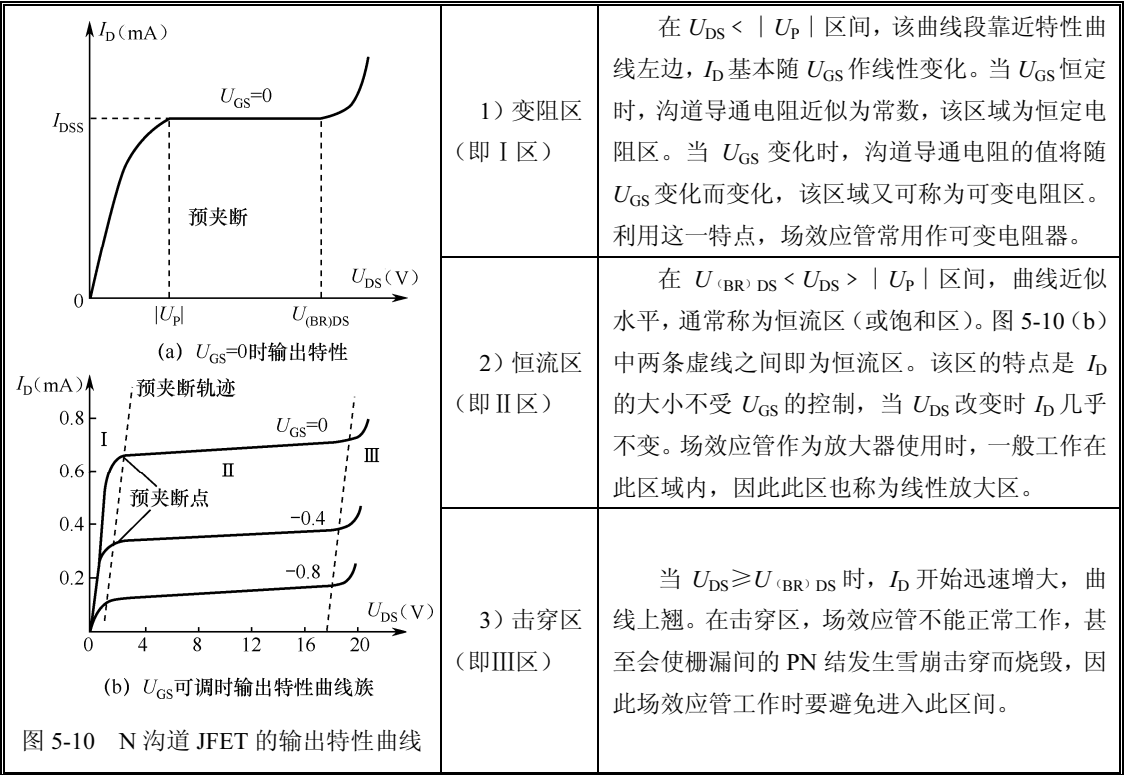 I_D(mA)
U_GS=0
I_DSS
预夹断
U_DS(V)
0
|U_P|
U_(BR)DS
(a) U_GS=0时输出特性
I_D(mA)
预夹断轨迹
0.8
U_GS=0
Ⅰ
Ⅲ
0.6
Ⅱ
预夹断点
0.4
−0.4
−0.8
0.2
U_DS(V)
0 4 8 12 16 20
(b) U_GS可调时输出特性曲线族
图 5-10 N 沟道 JFET 的输出特性曲线
1）变阻区
（即Ⅰ区）
在 U_DS＜｜U_P｜区间，该曲线段靠近特性曲
线左边，I_D 基本随 U_GS 作线性变化。当 U_GS 恒定
时，沟道导通电阻近似为常数，该区域为恒定电
阻区。当 U_GS 变化时，沟道导通电阻的值将随
U_GS 变化而变化，该区域又可称为可变电阻区。
利用这一特点，场效应管常用作可变电阻器。
2）恒流区
（即Ⅱ区）
在 U_（BR）DS＜U_DS＞｜U_P｜区间，曲线近似
水平，通常称为恒流区（或饱和区）。图 5-10（b）
中两条虚线之间即为恒流区。该区的特点是 I_D
的大小不受 U_GS 的控制，当 U_DS 改变时 I_D 几乎
不变。场效应管作为放大器使用时，一般工作在
此区域内，因此此区也称为线性放大区。
3）击穿区
（即Ⅲ区）
当 U_DS≥U_（BR）DS 时，I_D 开始迅速增大，曲
线上翘。在击穿区，场效应管不能正常工作，甚
至会使栅漏间的 PN 结发生雪崩击穿而烧毁，因
此场效应管工作时要避免进入此区间。